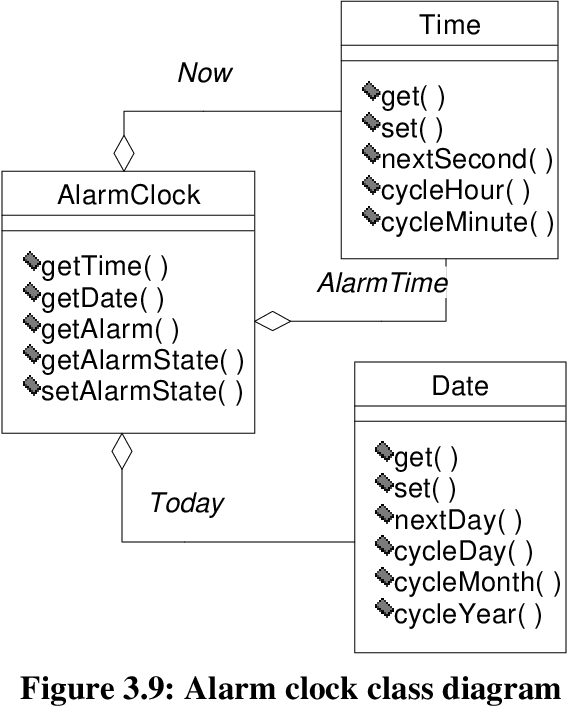 Time
get( )
set( )
nextSecond( )
cycleHour( )
cycleMinute( )
Now
AlarmClock
getTime( )
getDate( )
getAlarm( )
getAlarmState( )
setAlarmState( )
AlarmTime
Date
get( )
set( )
nextDay( )
cycleDay( )
cycleMonth( )
cycleYear( )
Today
Figure 3.9: Alarm clock class diagram